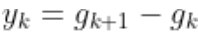 y_k = g_{k+1} − g_k